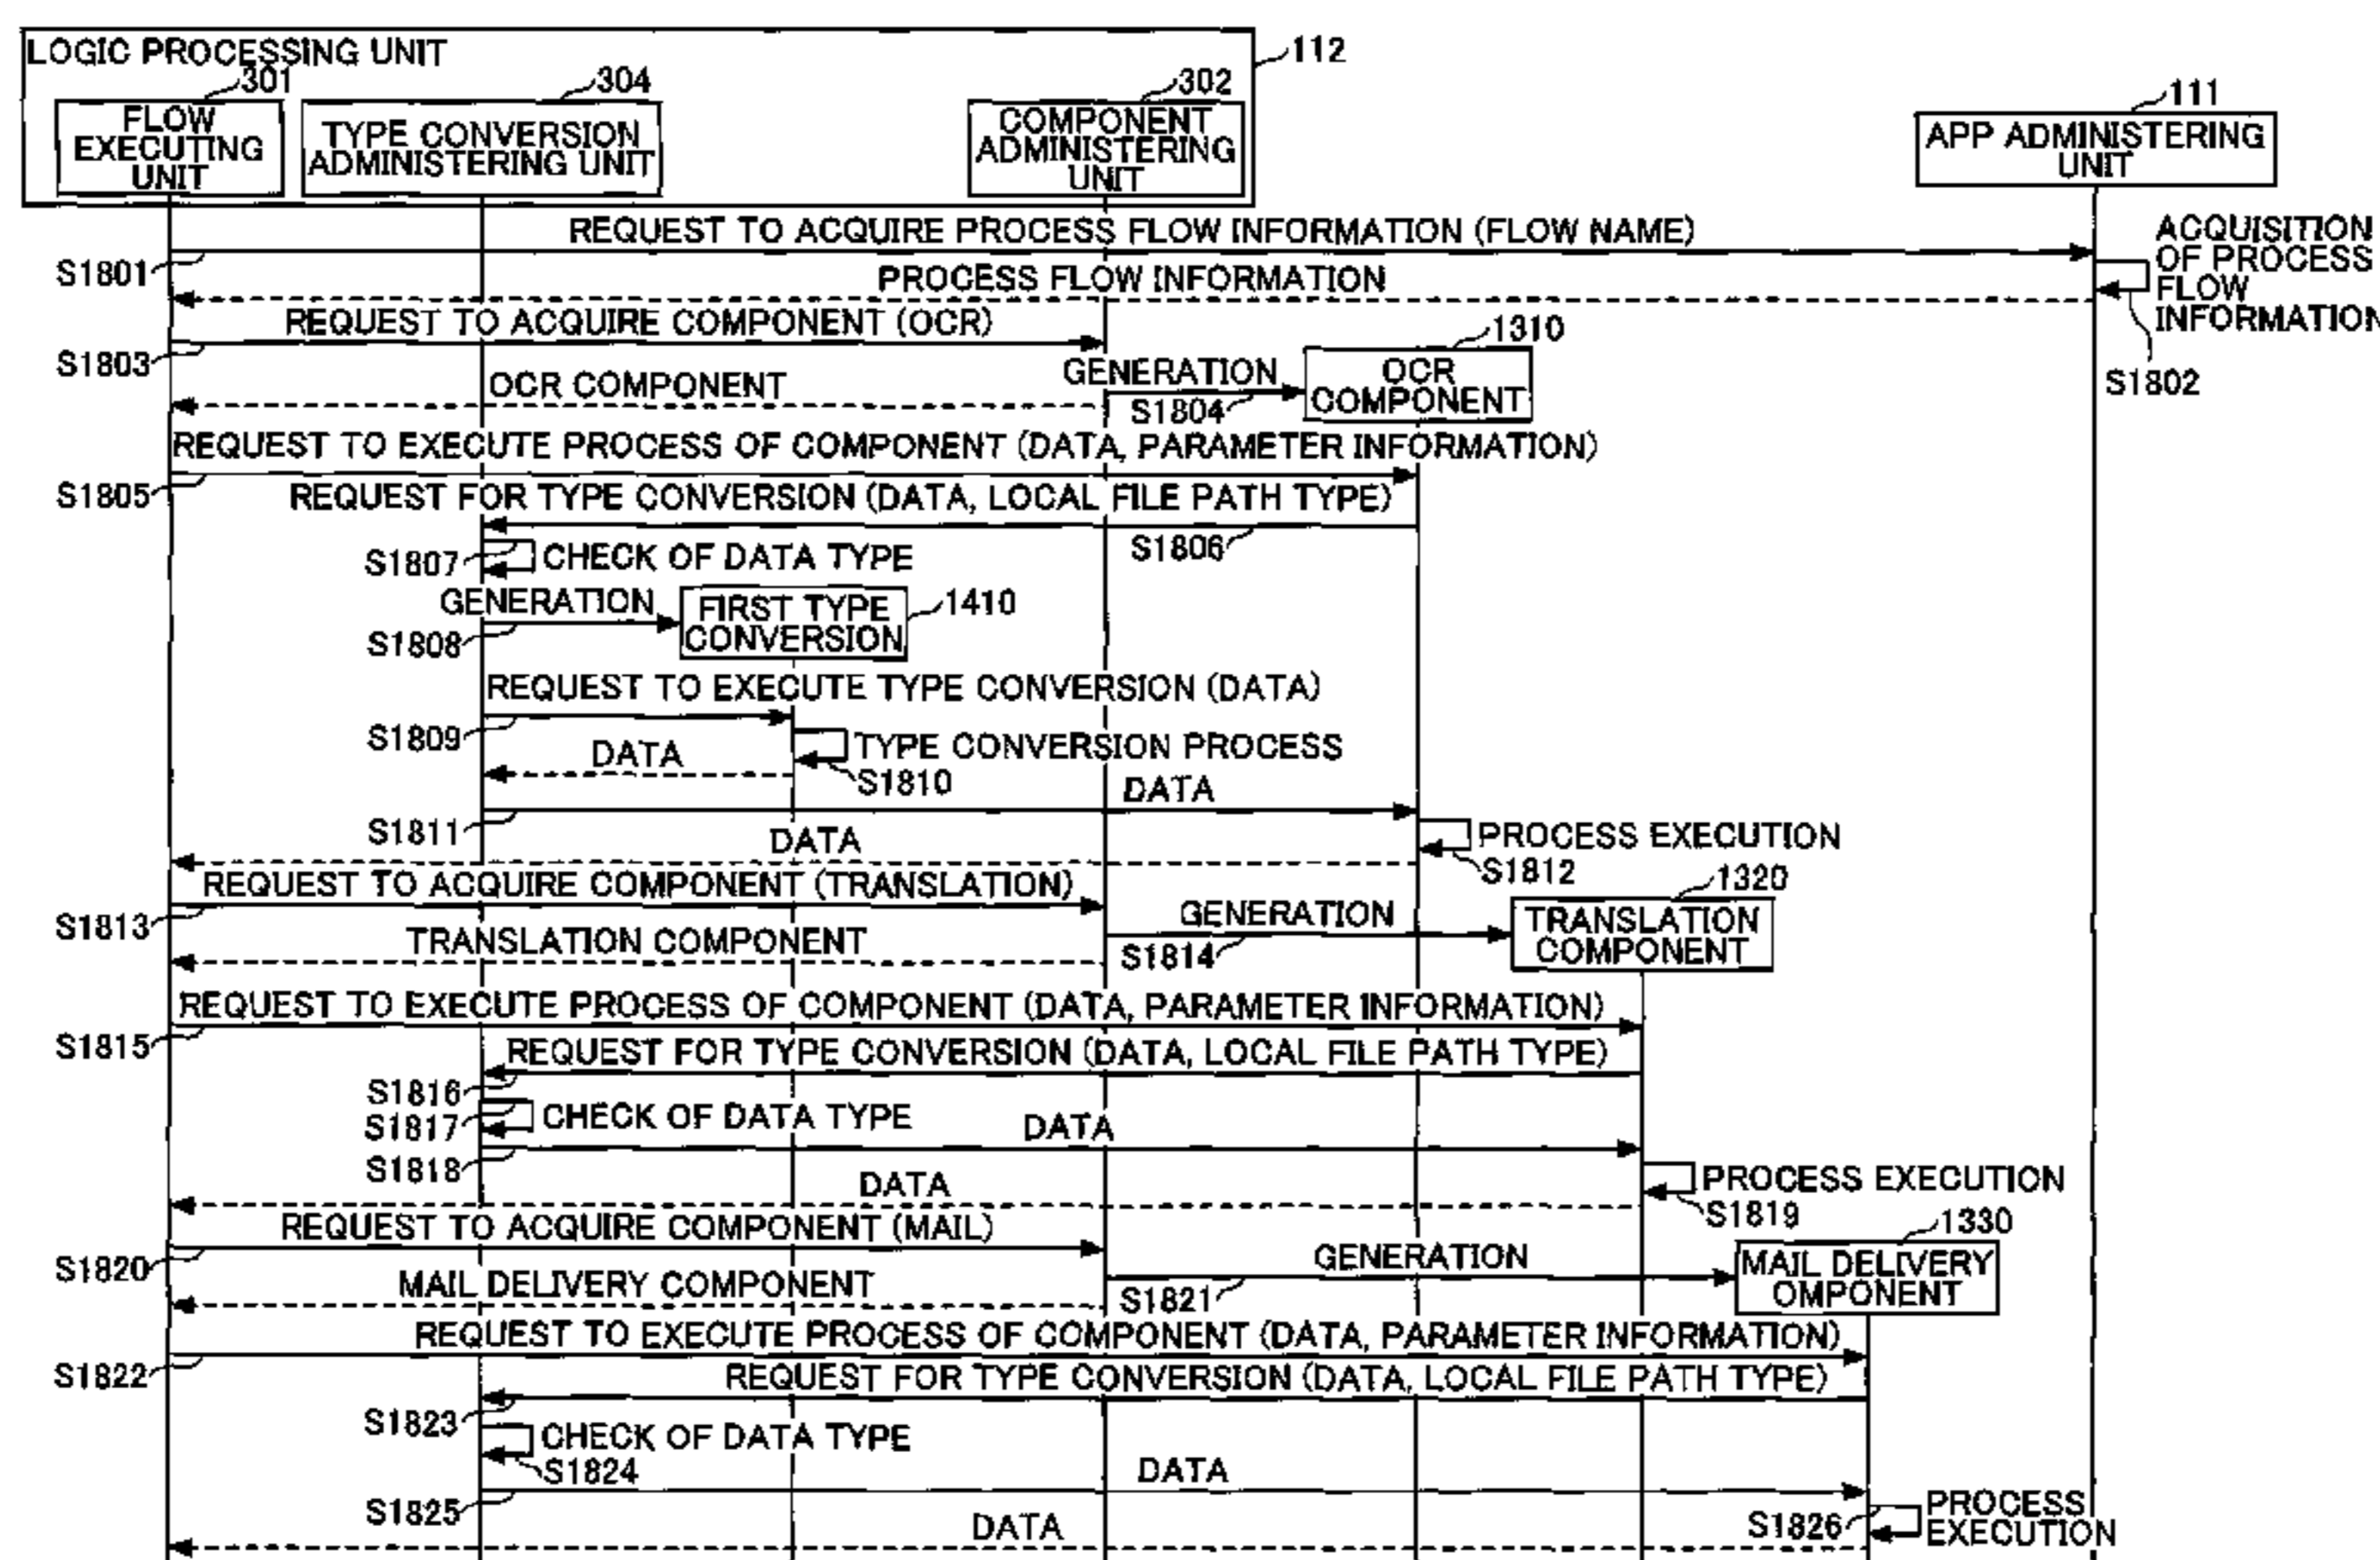 LOGIC PROCESSING UNIT
112
301
304
302
111
FLOW
EXECUTING
UNIT
TYPE CONVERSION
ADMINISTERING UNIT
COMPONENT
ADMINISTERING
UNIT
APP ADMINISTERING
UNIT
REQUEST TO ACQUIRE PROCESS FLOW INFORMATION (FLOW NAME)
S1801
ACQUISITION
OF PROCESS
FLOW
INFORMATION
S1802
PROCESS FLOW INFORMATION
REQUEST TO ACQUIRE COMPONENT (OCR)
S1803
1310
GENERATION
OCR
COMPONENT
S1804
OCR COMPONENT
REQUEST TO EXECUTE PROCESS OF COMPONENT (DATA, PARAMETER INFORMATION)
S1805
REQUEST FOR TYPE CONVERSION (DATA, LOCAL FILE PATH TYPE)
S1806
S1807
CHECK OF DATA TYPE
GENERATION
FIRST TYPE
CONVERSION
1410
S1808
REQUEST TO EXECUTE TYPE CONVERSION (DATA)
S1809
TYPE CONVERSION PROCESS
S1810
DATA
DATA
S1811
PROCESS EXECUTION
S1812
DATA
REQUEST TO ACQUIRE COMPONENT (TRANSLATION)
S1813
1320
GENERATION
TRANSLATION
COMPONENT
S1814
TRANSLATION COMPONENT
REQUEST TO EXECUTE PROCESS OF COMPONENT (DATA, PARAMETER INFORMATION)
S1815
REQUEST FOR TYPE CONVERSION (DATA, LOCAL FILE PATH TYPE)
S1816
S1817
CHECK OF DATA TYPE
DATA
S1818
PROCESS EXECUTION
S1819
DATA
REQUEST TO ACQUIRE COMPONENT (MAIL)
S1820
1330
GENERATION
MAIL DELIVERY
OMPONENT
S1821
MAIL DELIVERY COMPONENT
REQUEST TO EXECUTE PROCESS OF COMPONENT (DATA, PARAMETER INFORMATION)
S1822
REQUEST FOR TYPE CONVERSION (DATA, LOCAL FILE PATH TYPE)
S1823
CHECK OF DATA TYPE
S1824
DATA
S1825
S1826
PROCESS
EXECUTION
DATA